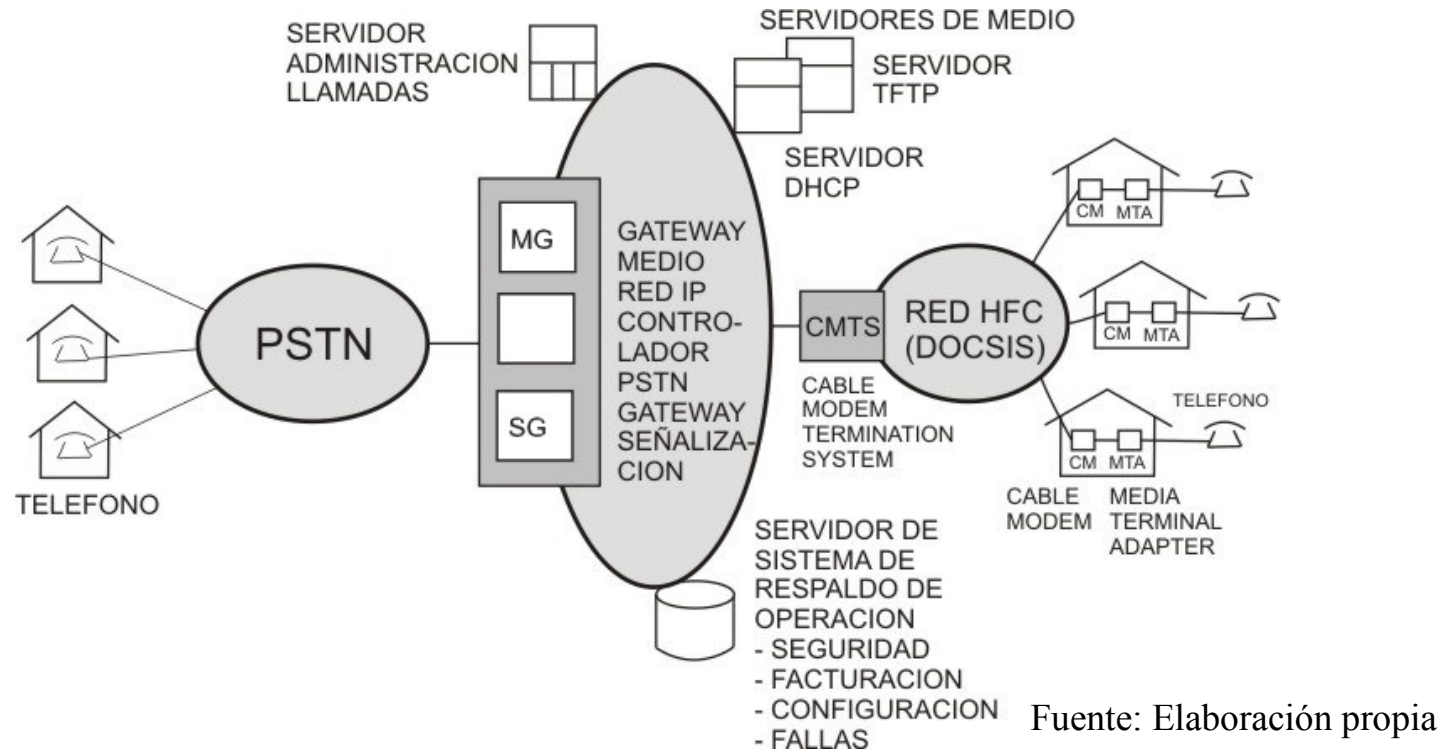 SERVIDOR
ADMINISTRACION
LLAMADAS
SERVIDORES DE MEDIO
SERVIDOR
TFTP
SERVIDOR
DHCP
TELEFONO
PSTN
MG
SG
GATEWAY
MEDIO
RED IP
CONTRO-
LADOR
PSTN
GATEWAY
SEÑALIZA-
CION
CMTS
CABLE
MODEM
TERMINATION
SYSTEM
RED HFC
(DOCSIS)
CM MTA
CM MTA
CM MTA
TELEFONO
CABLE
MODEM
MEDIA
TERMINAL
ADAPTER
SERVIDOR DE
SISTEMA DE
RESPALDO DE
OPERACION
- SEGURIDAD
- FACTURACION
- CONFIGURACION
- FALLAS
Fuente: Elaboración propia